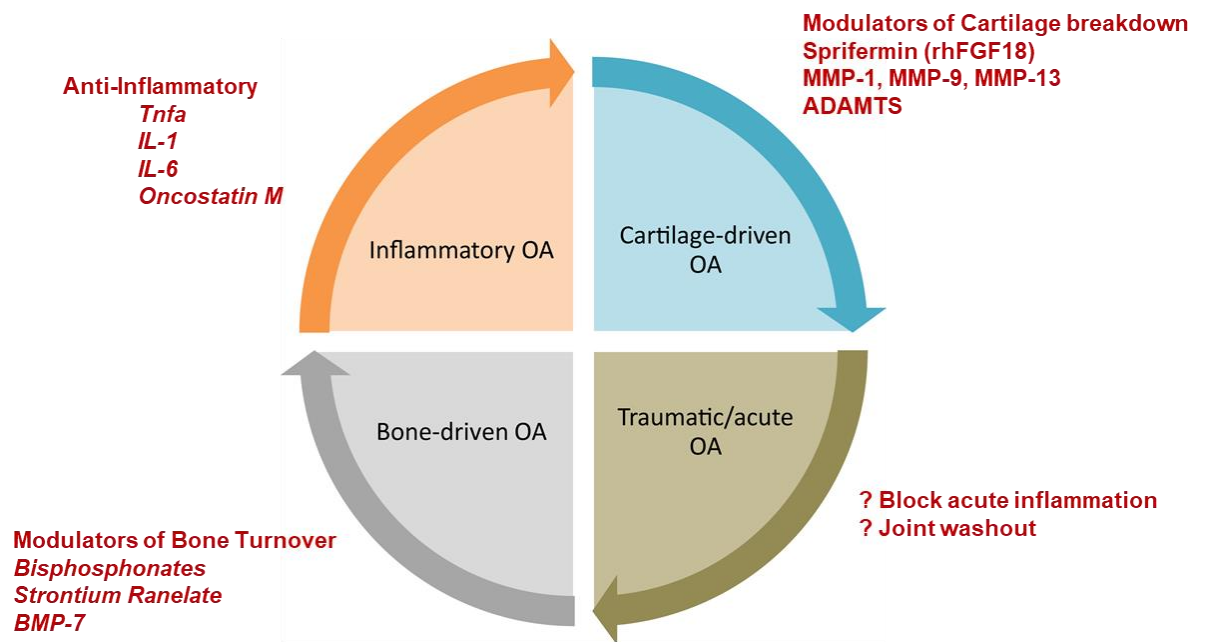 Modulators of Cartilage breakdown
Sprifermin (rhFGF18)
MMP-1, MMP-9, MMP-13
ADAMTS
Anti-Inflammatory
Tnfa
IL-1
IL-6
Oncostatin M
Inflammatory OA
Cartilage-driven
OA
Bone-driven OA
Traumatic/acute
OA
? Block acute inflammation
? Joint washout
Modulators of Bone Turnover
Bisphosphonates
Strontium Ranelate
BMP-7